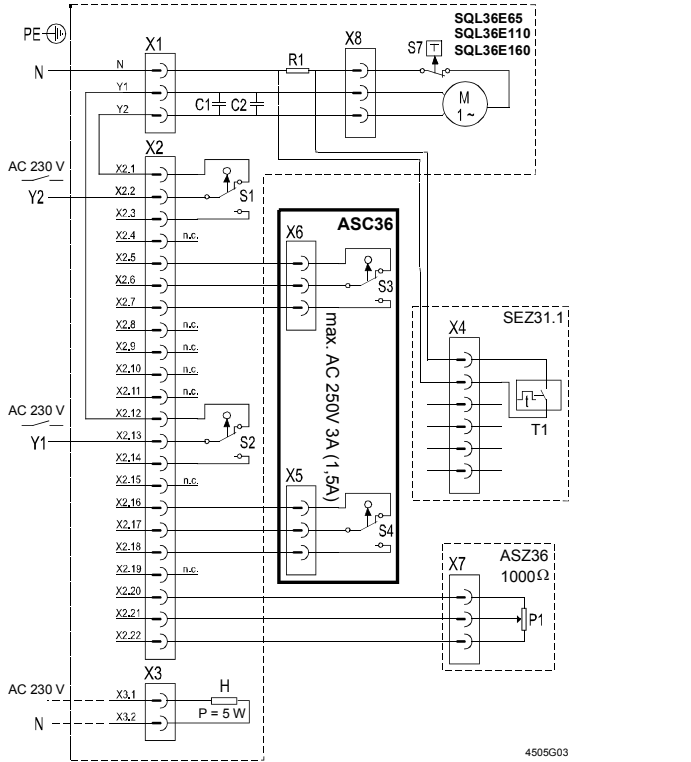 SQL36E65
SQL36E110
SQL36E160
PE
X1
X8
S7 T
N
N
R1
Y1
C1 C2
M
1 ~
Y2
X2
AC 230 V
X2.1
Y2
X2.2
S1
X2.3
X2.4
n.c.
ASC36
X6
X2.5
X2.6
S3
X2.7
SEZ31.1
X4
X2.8
n.c.
X2.9
n.c.
X2.10
n.c.
X2.11
n.c.
max. AC 250V 3A (1,5A)
t
T1
AC 230 V
X2.12
Y1
X2.13
S2
X2.14
X2.15
n.c.
X5
X2.16
X2.17
S4
X2.18
X2.19
n.c.
ASZ36
1000Ω
X7
X2.20
X2.21
P1
X2.22
X3
AC 230 V
X3.1
H
N
X3.2
P = 5 W
4505G03